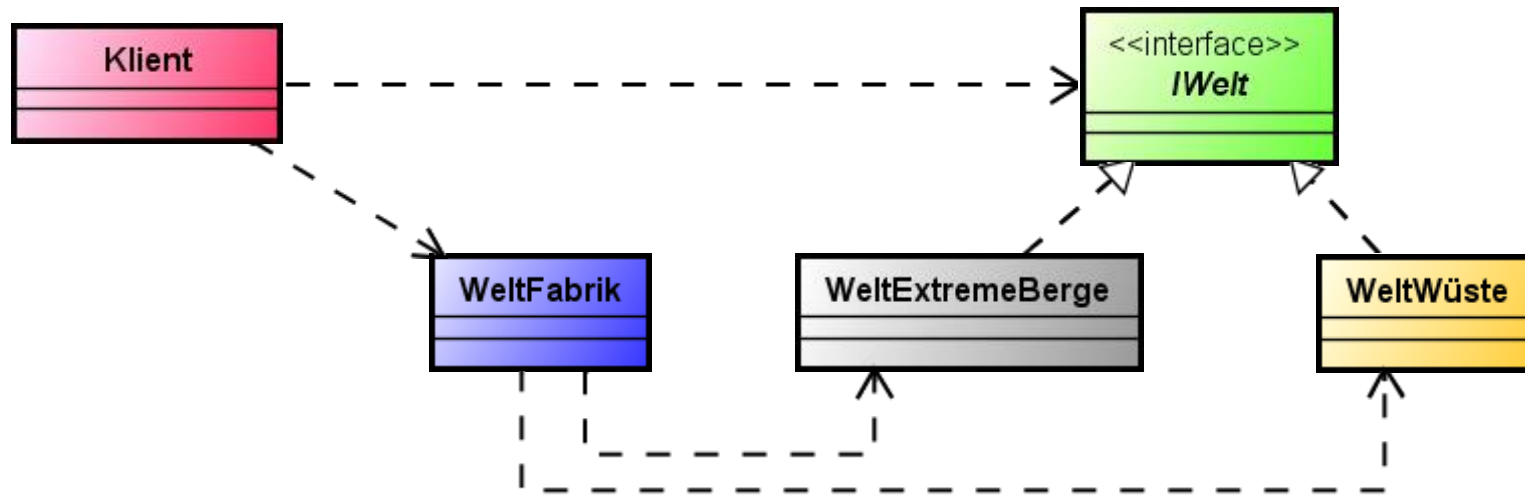 Klient
<<interface>>
IWelt
WeltFabrik
WeltExtremeBerge
WeltWüste